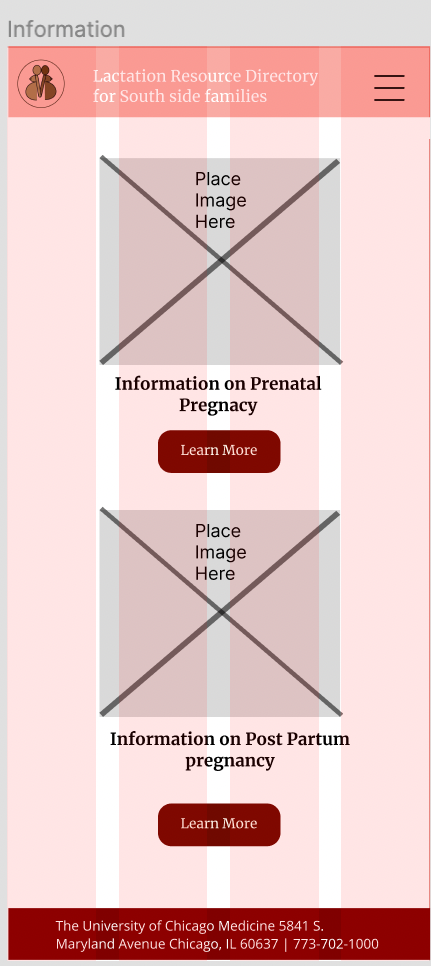 Information
Lactation Resource Directory
for South side families
Place
Image
Here
Information on Prenatal
Pregnacy
Learn More
Place
Image
Here
Information on Post Partum
pregnancy
Learn More
The University of Chicago Medicine 5841 S.
Maryland Avenue Chicago, IL 60637 | 773-702-1000